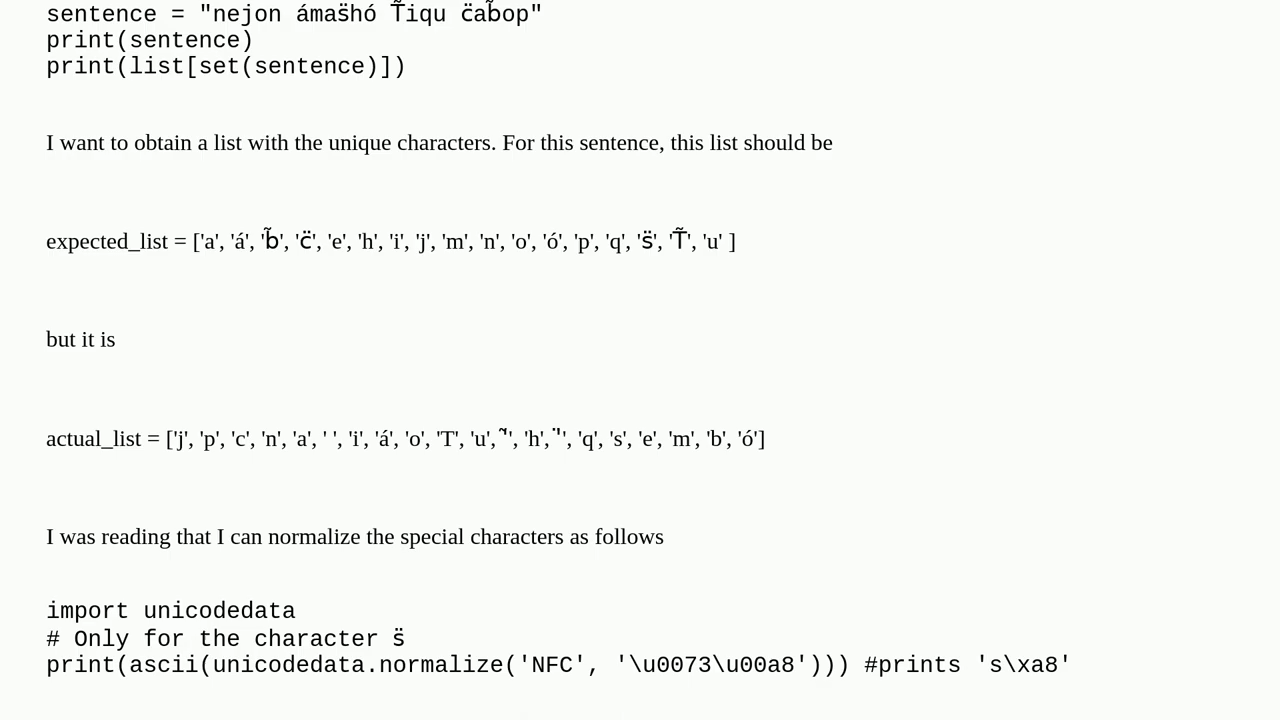 sentence = "nejon ámas̈hó T̃iqu c̈ab̃op"
print(sentence)
print(list[set(sentence)])
I want to obtain a list with the unique characters. For this sentence, this list should be
expected_list = ['a', 'á', 'b̃', 'c̈', 'e', 'h', 'i', 'j', 'm', 'n', 'o', 'ó', 'p', 'q', 's̈', 'T̃', 'u' ]
but it is
actual_list = ['j', 'p', 'c', 'n', 'a', ' ', 'i', 'á', 'o', 'T', 'u', '̃', 'h', '̈', 'q', 's', 'e', 'm', 'b', 'ó']
I was reading that I can normalize the special characters as follows
import unicodedata
# Only for the character s̈
print(ascii(unicodedata.normalize('NFC', '\u0073\u00a8'))) #prints 's\xa8'